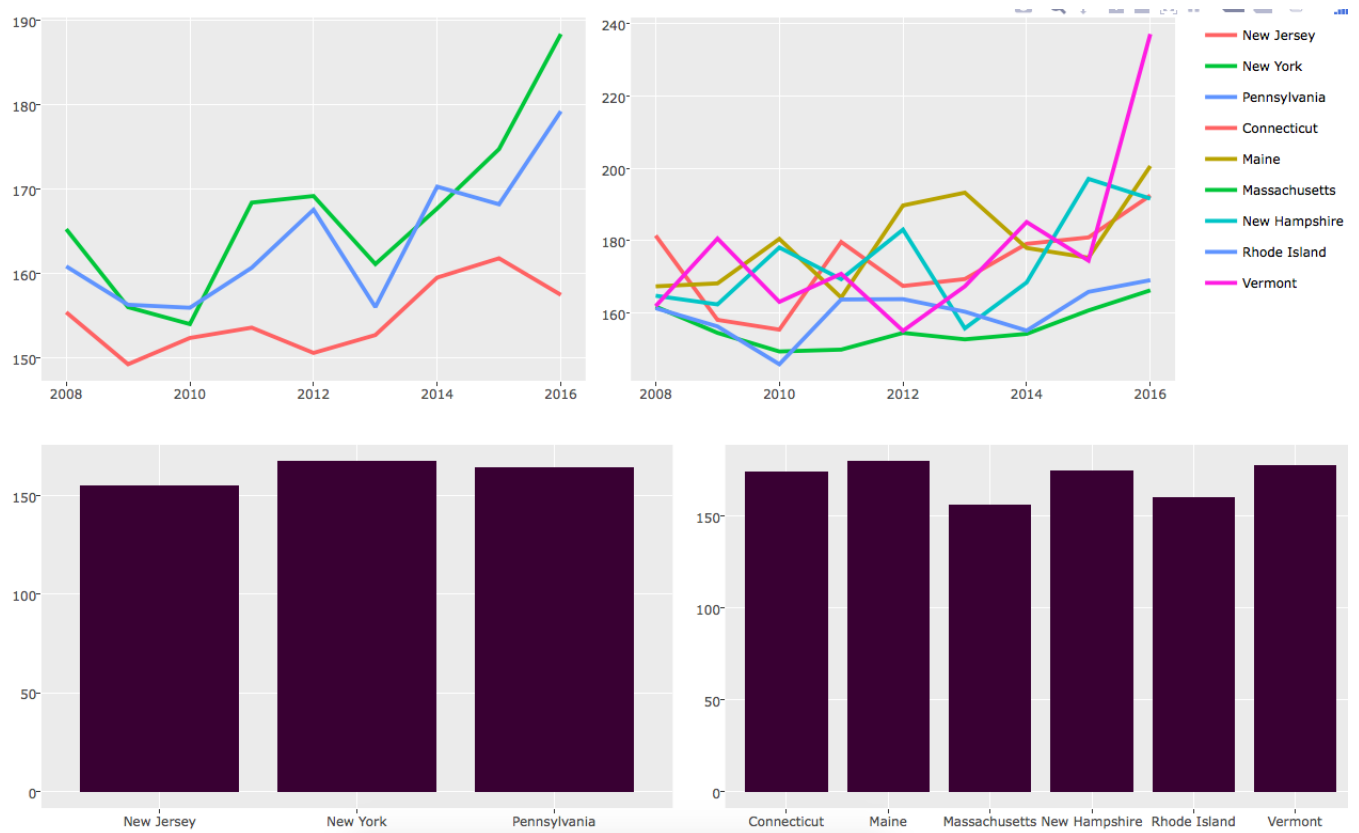 190
180
170
160
150
2008 2010 2012 2014 2016
240
220
200
180
160
2008 2010 2012 2014 2016
New Jersey
New York
Pennsylvania
Connecticut
Maine
Massachusetts
New Hampshire
Rhode Island
Vermont
150
100
50
0
New Jersey New York Pennsylvania
150
100
50
0
Connecticut Maine Massachusetts New Hampshire Rhode Island Vermont